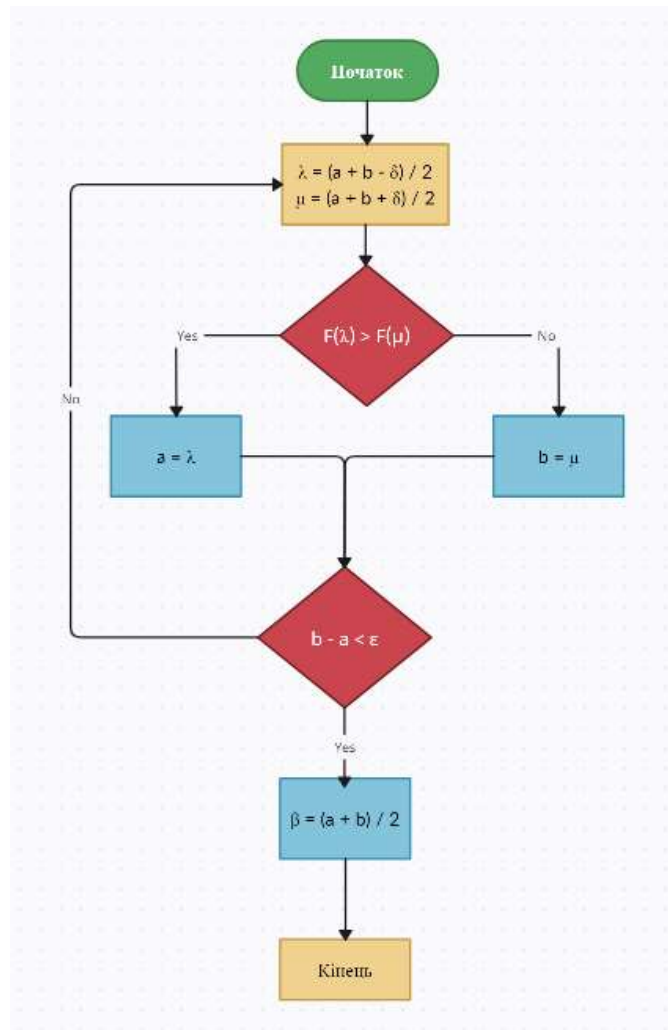 Початок
λ = (a + b - δ) / 2
μ = (a + b + δ) / 2
F(λ) > F(μ)
Yes
No
No
a = λ
b = μ
b - a < ε
Yes
β = (a + b) / 2
Кінець